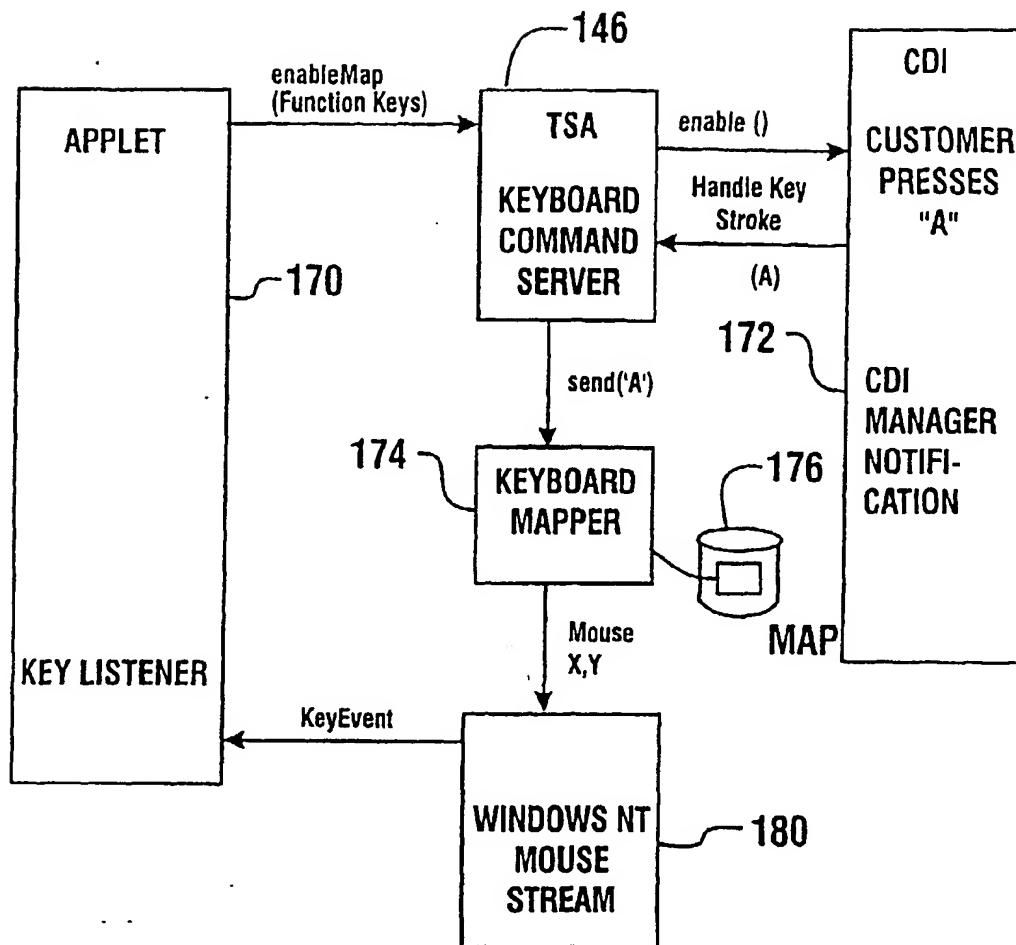 146
enableMap
(Function Keys)
APPLET
170
KEY LISTENER
TSA
KEYBOARD
COMMAND
SERVER
enable ()
Handle Key
Stroke
(A)
CDI
CUSTOMER
PRESSES
"A"
172
CDI
MANAGER
NOTIFI-
CATION
send('A')
174
KEYBOARD
MAPPER
176
MAP
Mouse
X,Y
KeyEvent
WINDOWS NT
MOUSE
STREAM
180